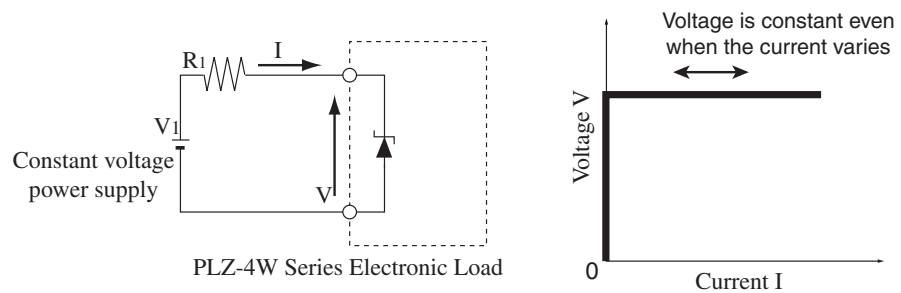 R1
I
V1
Constant voltage
power supply
V
PLZ-4W Series Electronic Load
Voltage is constant even
when the current varies
Voltage V
0
Current I